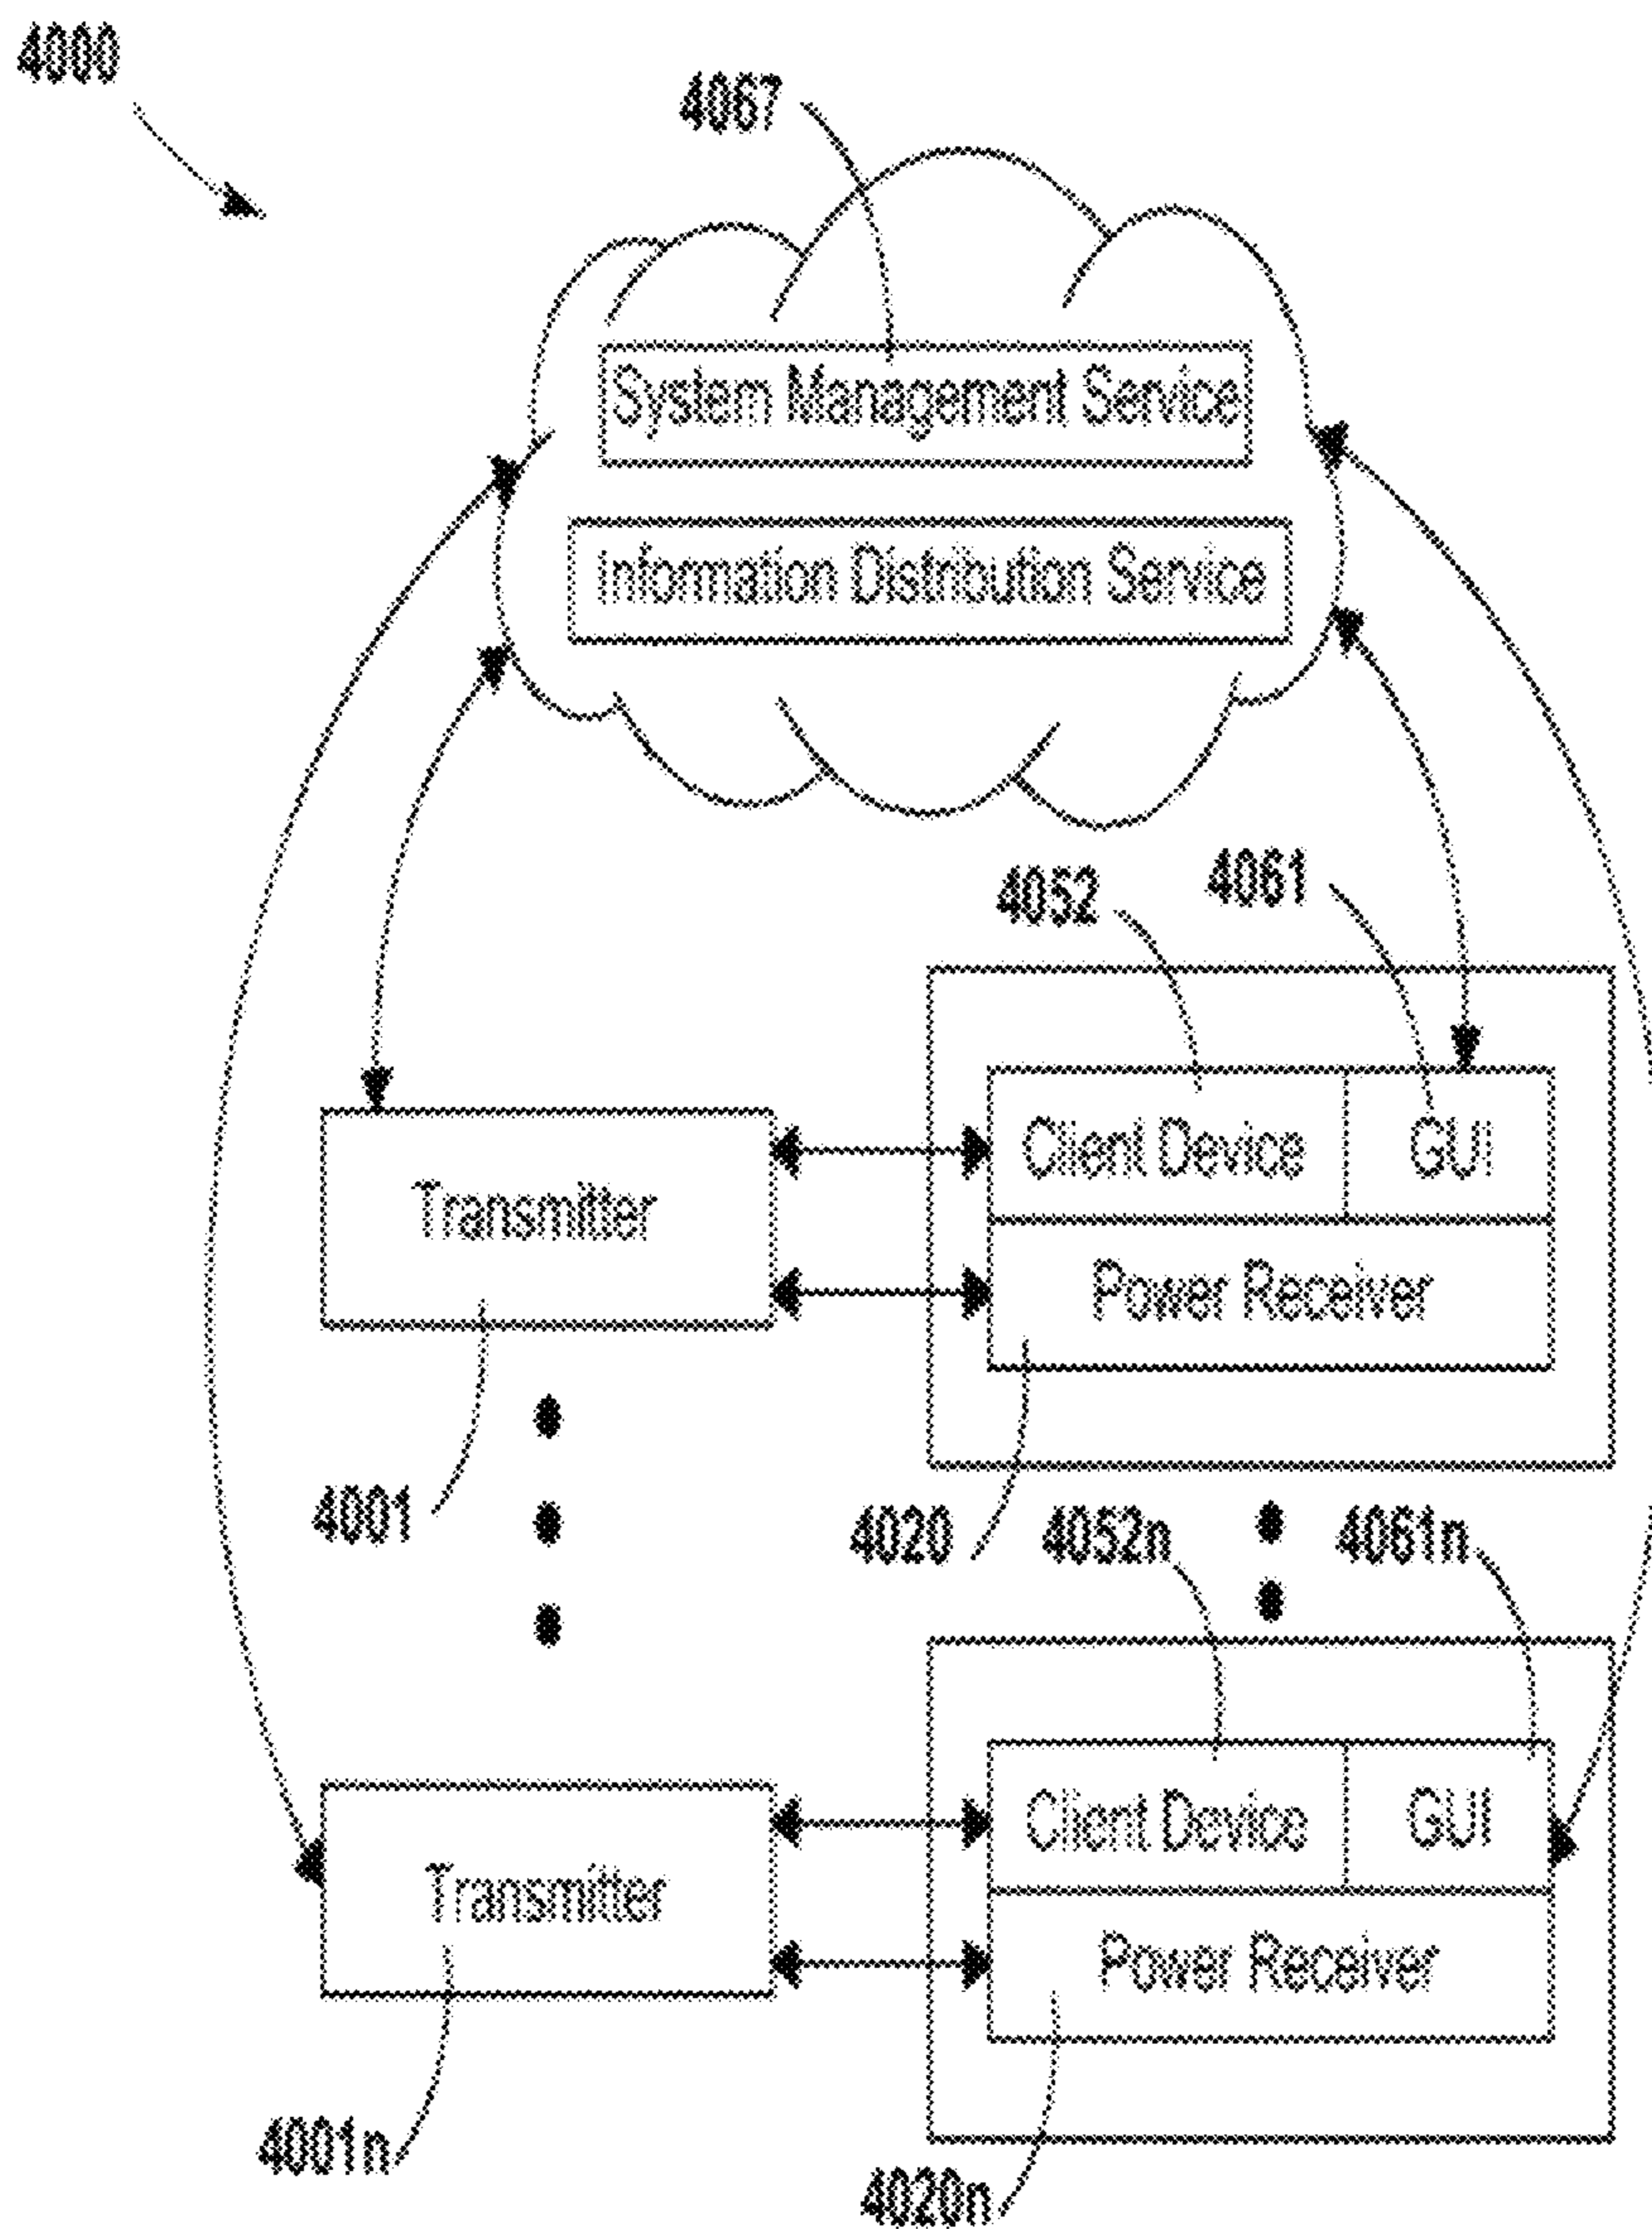 4000
4067
System Management Service
Information Distribution Service
4052
4061
Client Device
GUI
Transmitter
Power Receiver
4001
4020
4052n
4061n
Client Device
GUI
Transmitter
Power Receiver
4001n
4020n